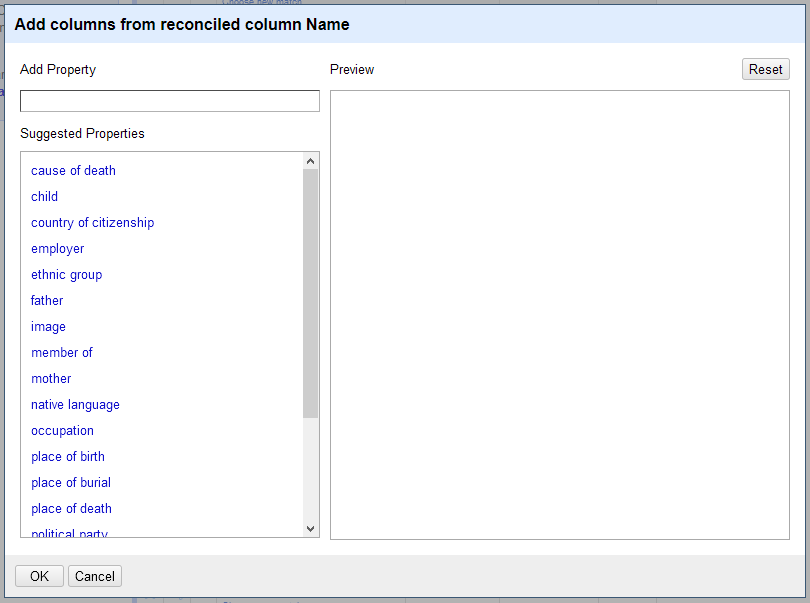 Add columns from reconciled column Name
Add Property
Preview
Reset
Suggested Properties
cause of death
child
country of citizenship
employer
ethnic group
father
image
member of
mother
native language
occupation
place of birth
place of burial
place of death
political party
OK
Cancel